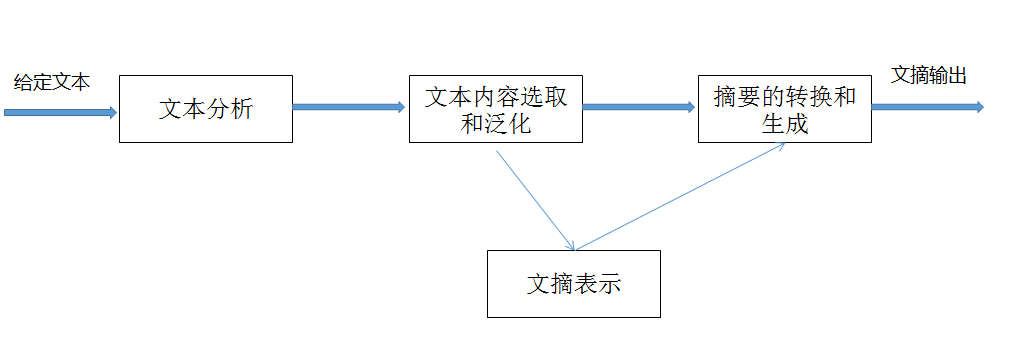 给定文本
文本分析
文本内容选取
和泛化
摘要的转换和
生成
文摘输出
文摘表示